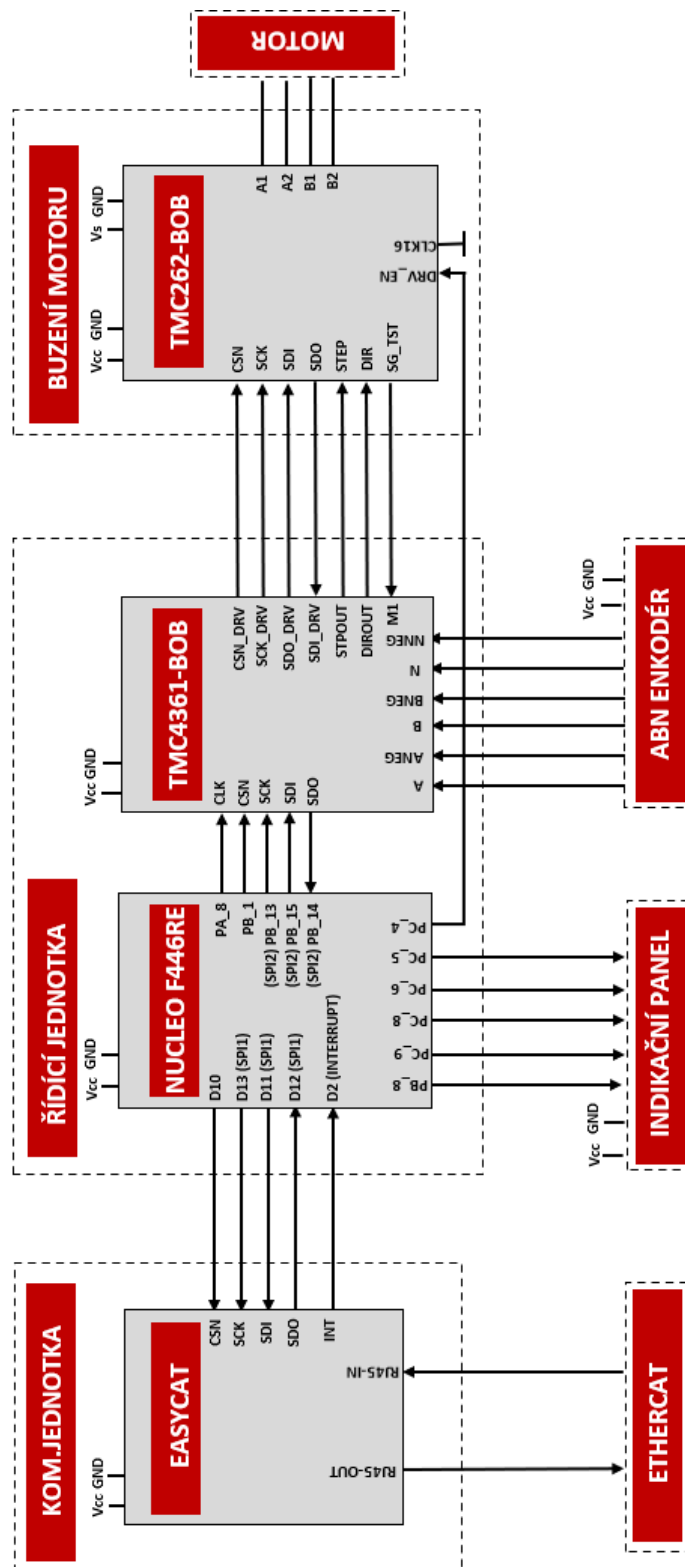 KOM.JEDNOTKA
Vcc GND
EASYCAT
CSN
SCK
SDI
SDO
INT
RJ45-OUT
RJ45-IN
ETHERCAT
ŘÍDÍCÍ JEDNOTKA
Vcc GND
NUCLEO F446RE
D10
D13 (SPI1)
D11 (SPI1)
D12 (SPI1)
D2 (INTERRUPT)
PA_8
PB_1
(SPI2) PB_13
(SPI2) PB_15
(SPI2) PB_14
PB_8
PC_9
PC_8
PC_6
PC_5
PC_4
Vcc GND
INDIKAČNÍ PANEL
Vcc GND
TMC4361-BOB
CLK
CSN
SCK
SDI
SDO
CSN_DRV
SCK_DRV
SDO_DRV
SDI_DRV
STPOUT
DIROUT
M1
A
ANEG
B
BNEG
N
NNEG
Vcc GND
ABN ENKODÉR
BUZENÍ MOTORU
Vcc GND
Vs GND
TMC262-BOB
CSN
SCK
SDI
SDO
STEP
DIR
SG_TST
A1
A2
B1
B2
DRV_EN
CLK16
MOTOR